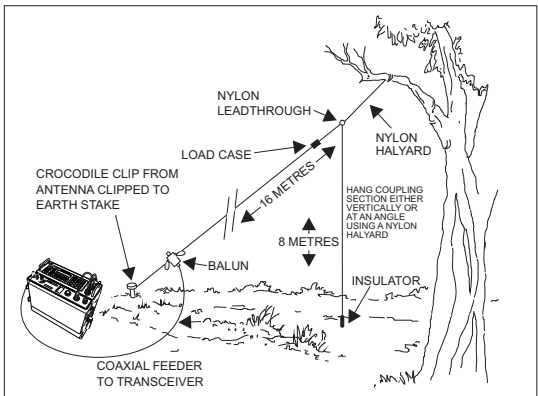 NYLON
LEADTHROUGH
NYLON
HALYARD
LOAD CASE
CROCODILE CLIP FROM
ANTENNA CLIPPED TO
EARTH STAKE
16 METRES
HANG COUPLING
SECTION EITHER
VERTICALLY OR
AT AN ANGLE
USING A NYLON
HALYARD
8 METRES
BALUN
INSULATOR
COAXIAL FEEDER
TO TRANSCEIVER